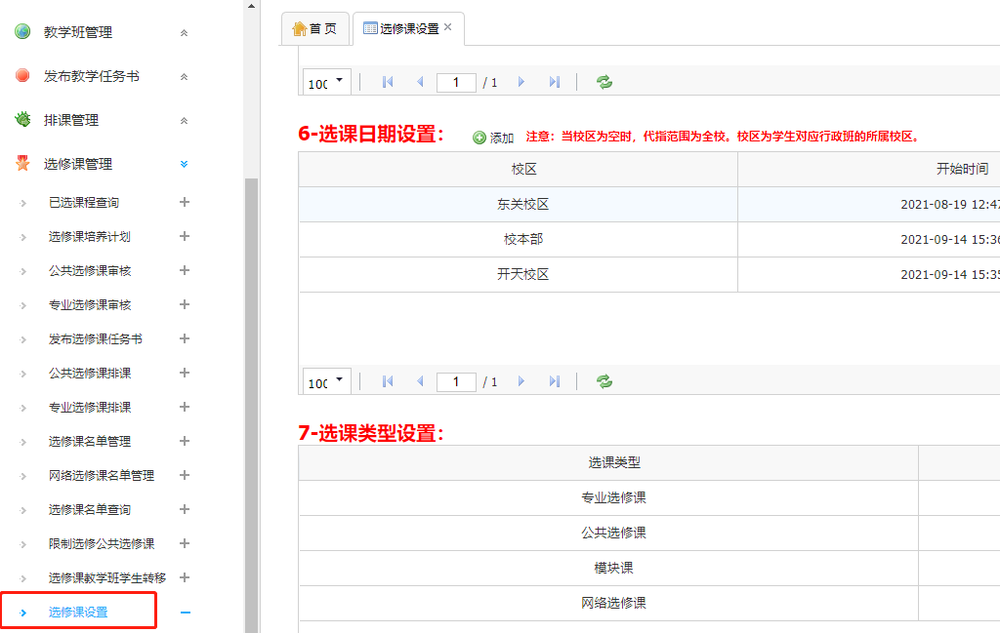 教学班管理
发布教学任务书
排课管理
选修课管理
已选课程查询
选修课培养计划
公共选修课审核
专业选修课审核
发布选修课任务书
公共选修课排课
专业选修课排课
选修课名单管理
网络选修课名单管理
选修课名单查询
限制选修公共选修课
选修课教学班学生转移
选修课设置
首 页
选修课设置
100 1 / 1
6-选课日期设置： 添加 注意：当校区为空时，代指范围为全校。校区为学生对应行政班的所属校区。
校区 开始时间
东关校区 2021-08-19 12:47
校本部 2021-09-14 15:36
开天校区 2021-09-14 15:35
100 1 / 1
7-选课类型设置：
选课类型
专业选修课
公共选修课
模块课
网络选修课